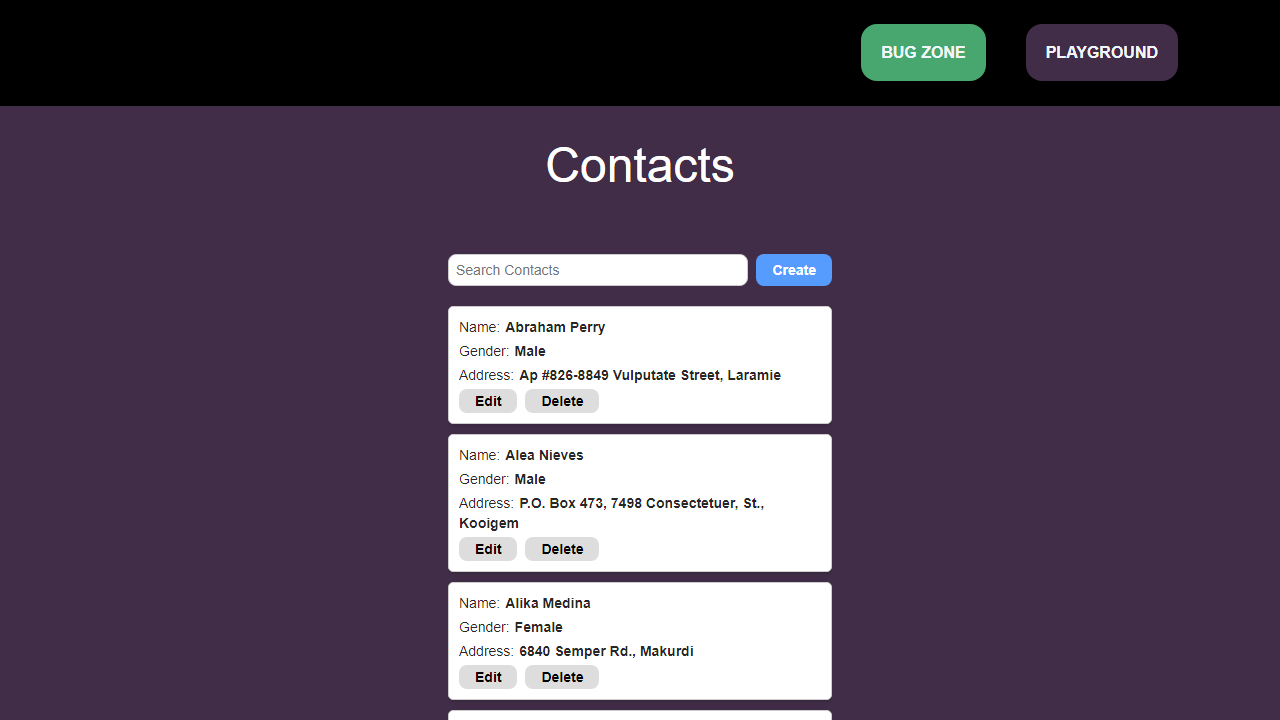 BUG ZONE PLAYGROUND
Contacts
Search Contacts Create
Name: Abraham Perry
Gender: Male
Address: Ap #826-8849 Vulputate Street, Laramie
Edit Delete
Name: Alea Nieves
Gender: Male
Address: P.O. Box 473, 7498 Consectetuer, St.,
Kooigem
Edit Delete
Name: Alika Medina
Gender: Female
Address: 6840 Semper Rd., Makurdi
Edit Delete